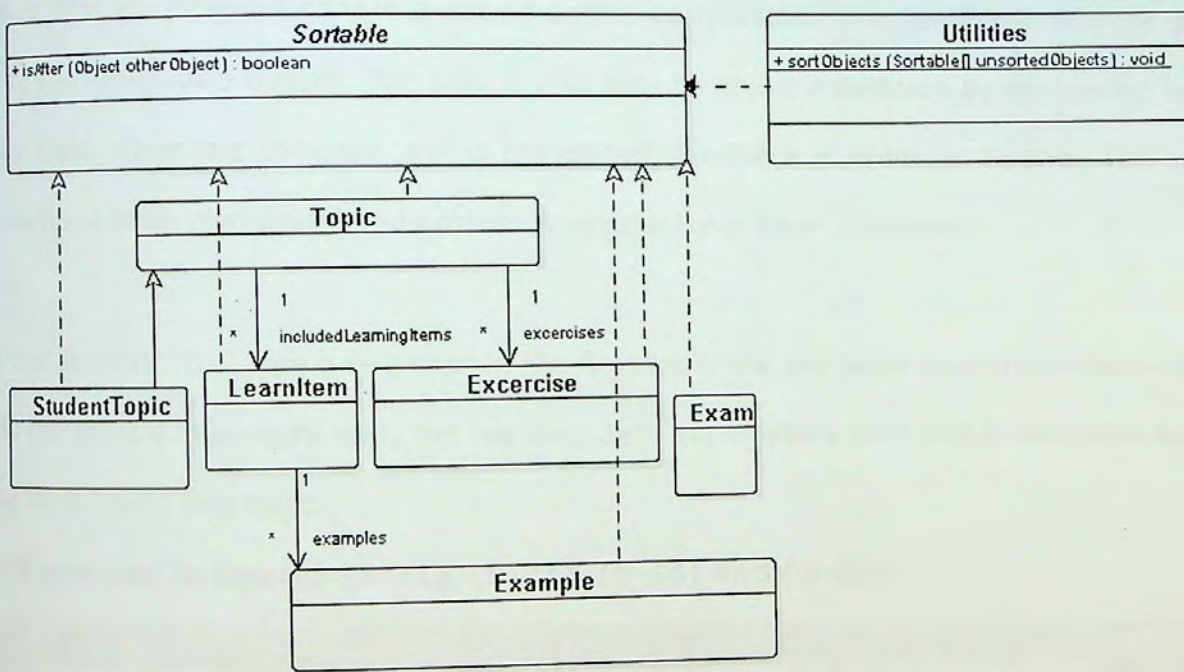 Sortable
+isAfter (Object otherObject) : boolean
Utilities
+ sortObjects (Sortable[] unsortedObjects) : void
Topic
1
1
*
includedLearningItems
*
excercises
StudentTopic
LearnItem
Excercise
Exam
1
*
examples
Example